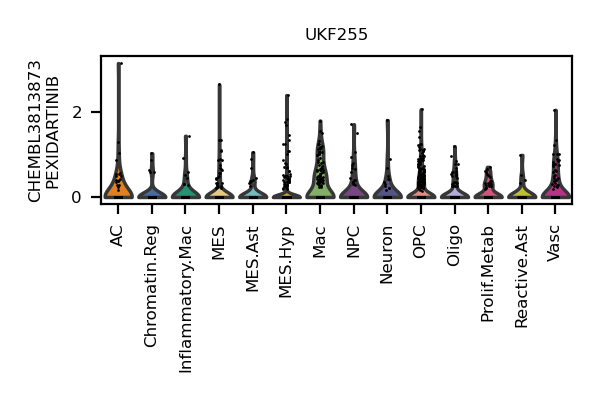 UKF255
CHEMBL3813873
PEXIDARTINIB
2
0
AC
Chromatin.Reg
Inflammatory.Mac
MES
MES.Ast
MES.Hyp
Mac
NPC
Neuron
OPC
Oligo
Prolif.Metab
Reactive.Ast
Vasc